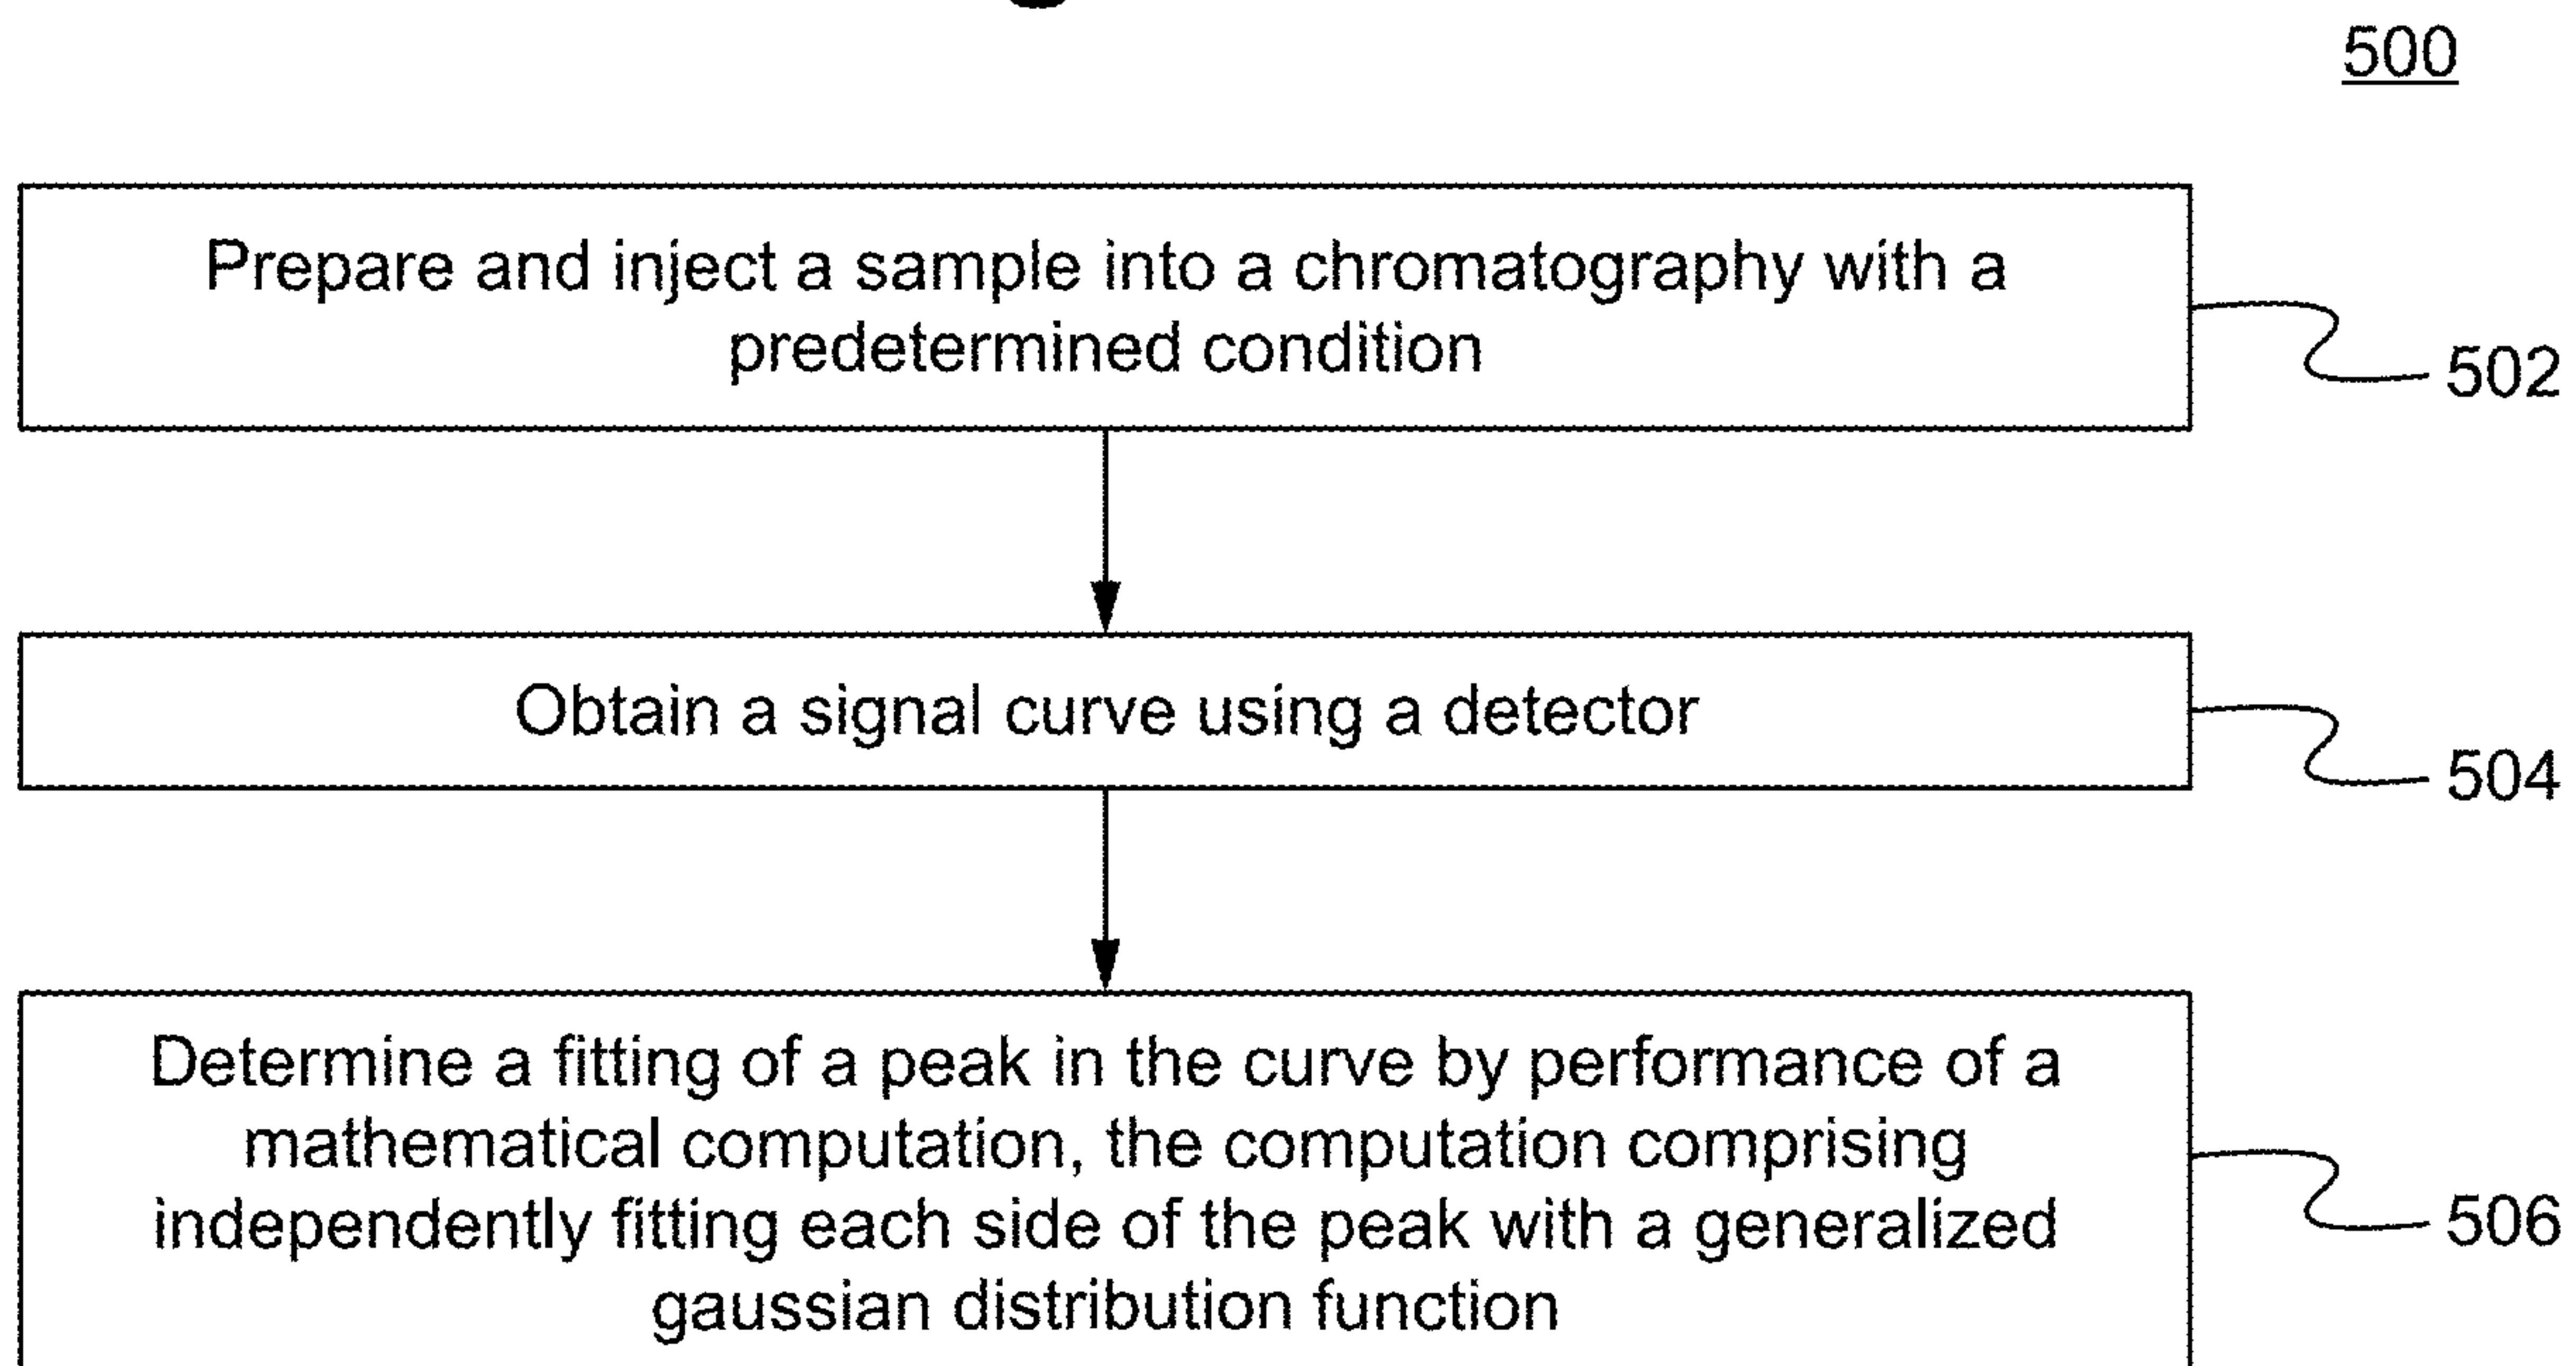 500
Prepare and inject a sample into a chromatography with a
predetermined condition
502
Obtain a signal curve using a detector
504
Determine a fitting of a peak in the curve by performance of a
mathematical computation, the computation comprising
independently fitting each side of the peak with a generalized
gaussian distribution function
506